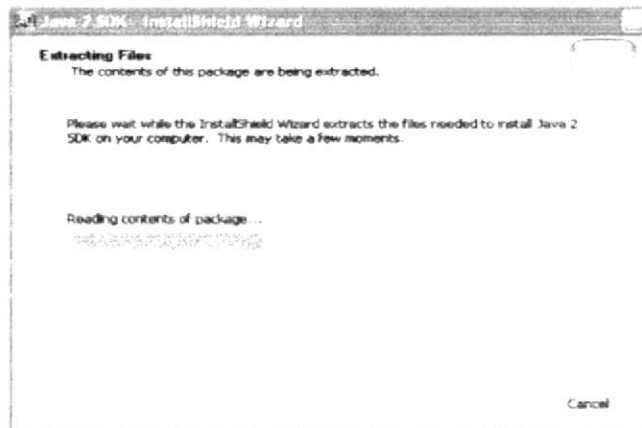 Java 2 SDK - InstallShield Wizard
Extracting Files
The contents of this package are being extracted.
Please wait while the InstallShield Wizard extracts the files needed to install Java 2
SDK on your computer. This may take a few moments.
Reading contents of package...
Cancel